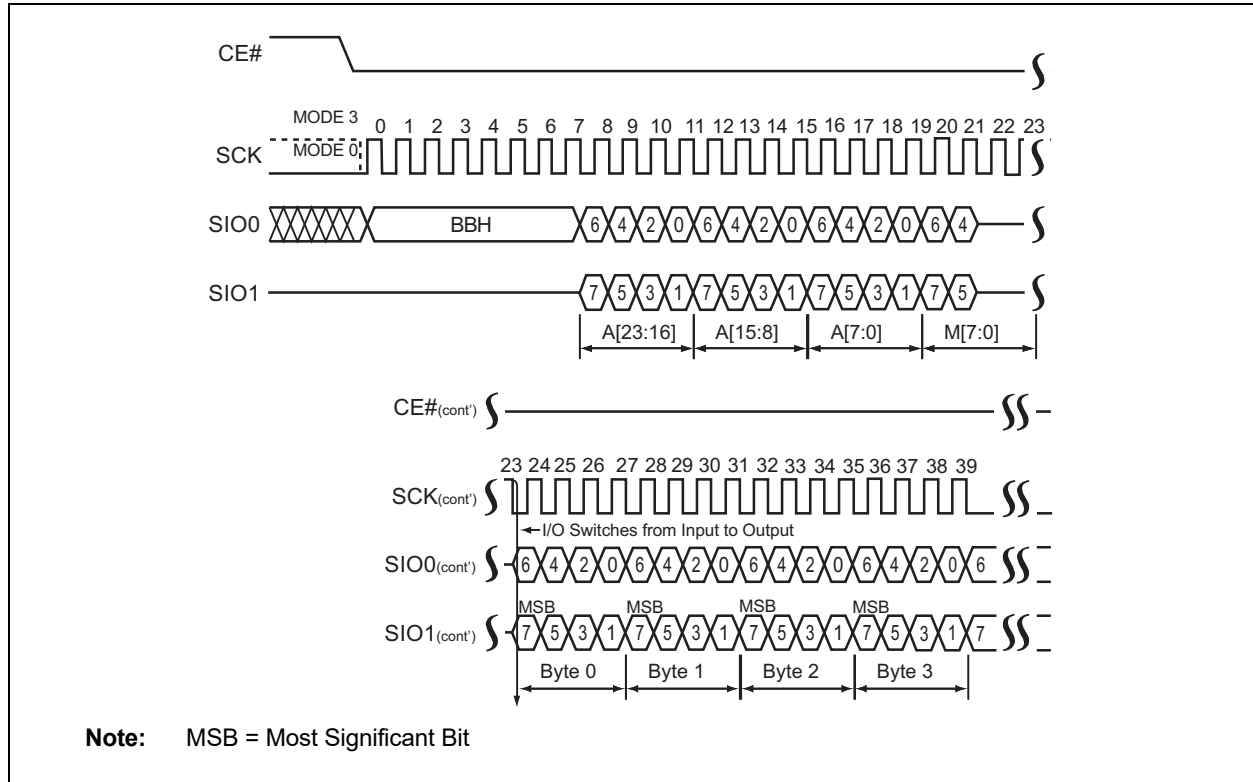 CE#
MODE 3
0 1 2 3 4 5 6 7 8 9 10 11 12 13 14 15 16 17 18 19 20 21 22 23
SCK MODE 0
SIO0 BBH 6 4 2 0 6 4 2 0 6 4 2 0 6 4
SIO1 7 5 3 1 7 5 3 1 7 5 3 1 7 5
A[23:16] A[15:8] A[7:0] M[7:0]
CE#(cont')
23 24 25 26 27 28 29 30 31 32 33 34 35 36 37 38 39
SCK(cont')
I/O Switches from Input to Output
SIO0(cont') 6 4 2 0 6 4 2 0 6 4 2 0 6 4 2 0 6
MSB MSB MSB MSB
SIO1(cont') 7 5 3 1 7 5 3 1 7 5 3 1 7 5 3 1 7
Byte 0 Byte 1 Byte 2 Byte 3
Note: MSB = Most Significant Bit